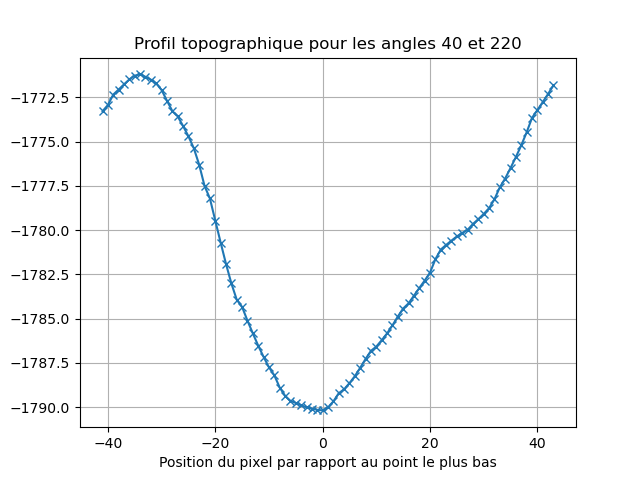 Profil topographique pour les angles 40 et 220
−1772.5
−1775.0
−1777.5
−1780.0
−1782.5
−1785.0
−1787.5
−1790.0
−40 −20 0 20 40
Position du pixel par rapport au point le plus bas